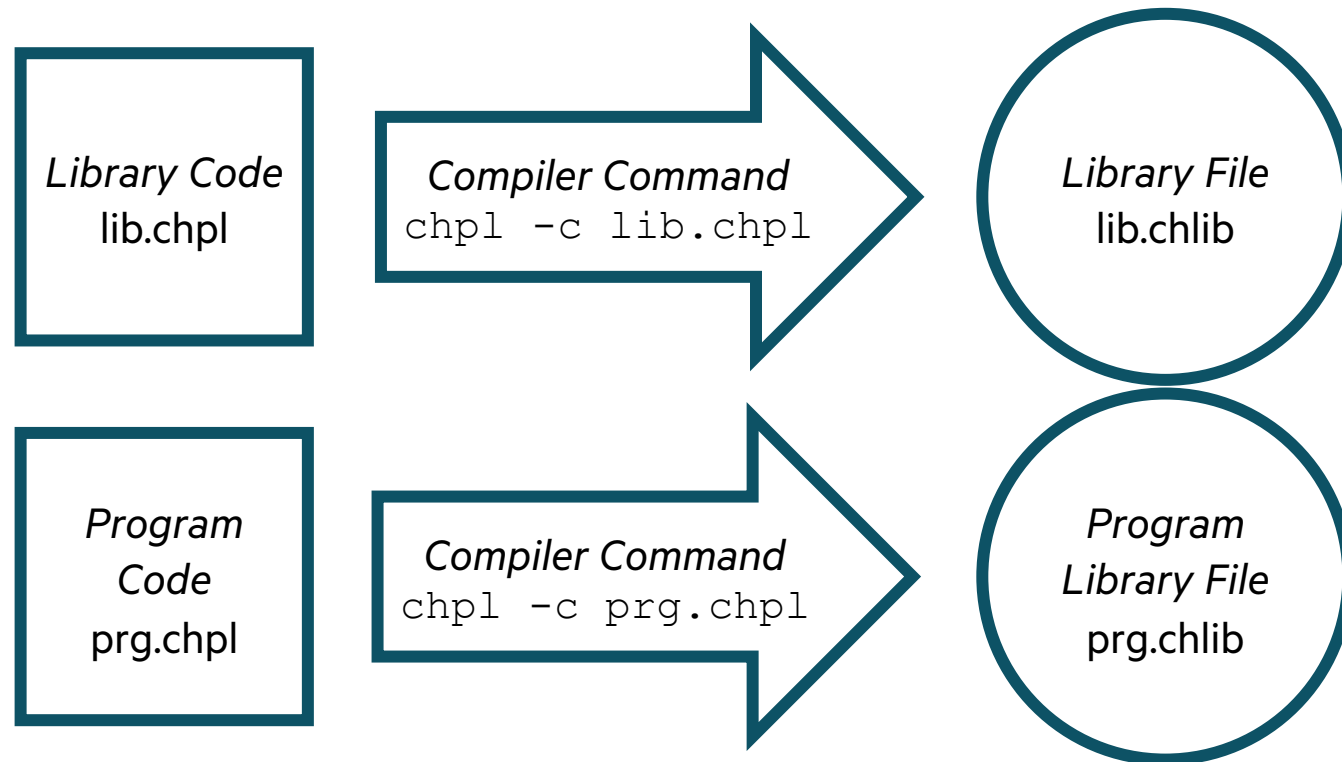 Library Code
lib.chpl
Compiler Command
chpl -c lib.chpl
Library File
lib.chlib
Program
Code
prg.chpl
Compiler Command
chpl -c prg.chpl
Program
Library File
prg.chlib